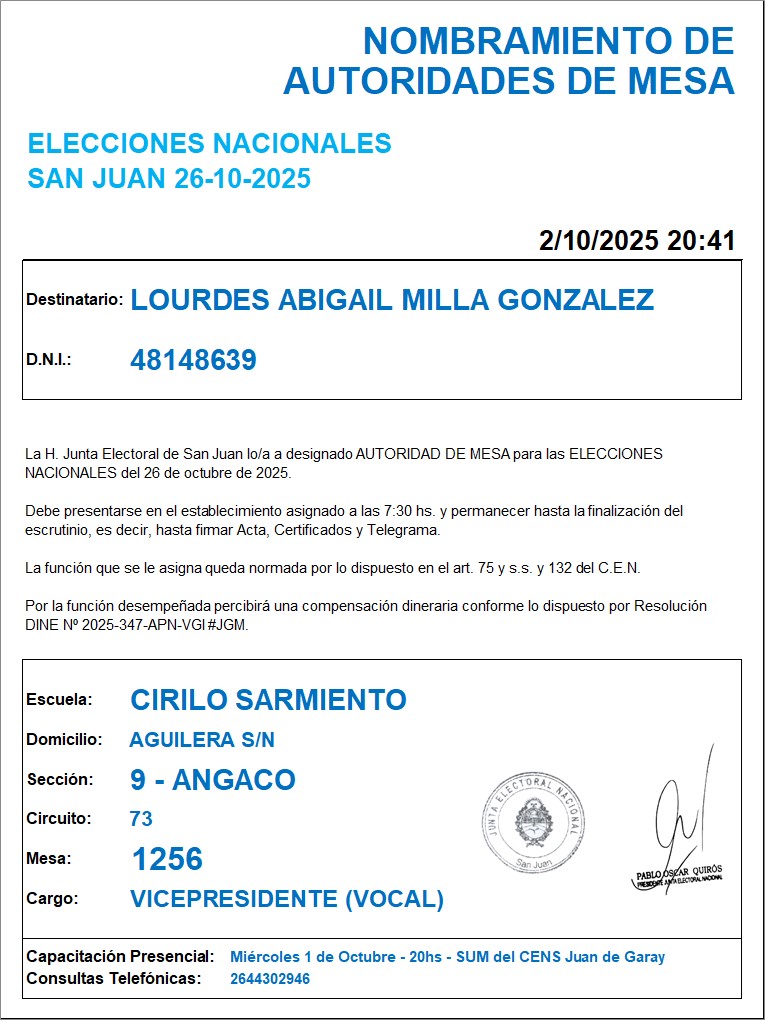 NOMBRAMIENTO DE
AUTORIDADES DE MESA
ELECCIONES NACIONALES
SAN JUAN 26-10-2025
2/10/2025 20:41
Destinatario: LOURDES ABIGAIL MILLA GONZALEZ
D.N.I.: 48148639
La H. Junta Electoral de San Juan lo/a a designado AUTORIDAD DE MESA para las ELECCIONES
NACIONALES del 26 de octubre de 2025.
Debe presentarse en el establecimiento asignado a las 7:30 hs. y permanecer hasta la finalización del
escrutinio, es decir, hasta firmar Acta, Certificados y Telegrama.
La función que se le asigna queda normada por lo dispuesto en el art. 75 y s.s. y 132 del C.E.N.
Por la función desempeñada percibirá una compensación dineraria conforme lo dispuesto por Resolución
DINE Nº 2025-347-APN-VGI#JGM.
Escuela: CIRILO SARMIENTO
Domicilio: AGUILERA S/N
Sección: 9 - ANGACO
Circuito: 73
Mesa: 1256
Cargo: VICEPRESIDENTE (VOCAL)
JUNTA ELECTORAL NACIONAL
San Juan
PABLO OSCAR QUIRÓS
PRESIDENTE JUNTA ELECTORAL NACIONAL
Capacitación Presencial: Miércoles 1 de Octubre - 20hs - SUM del CENS Juan de Garay
Consultas Telefónicas: 2644302946